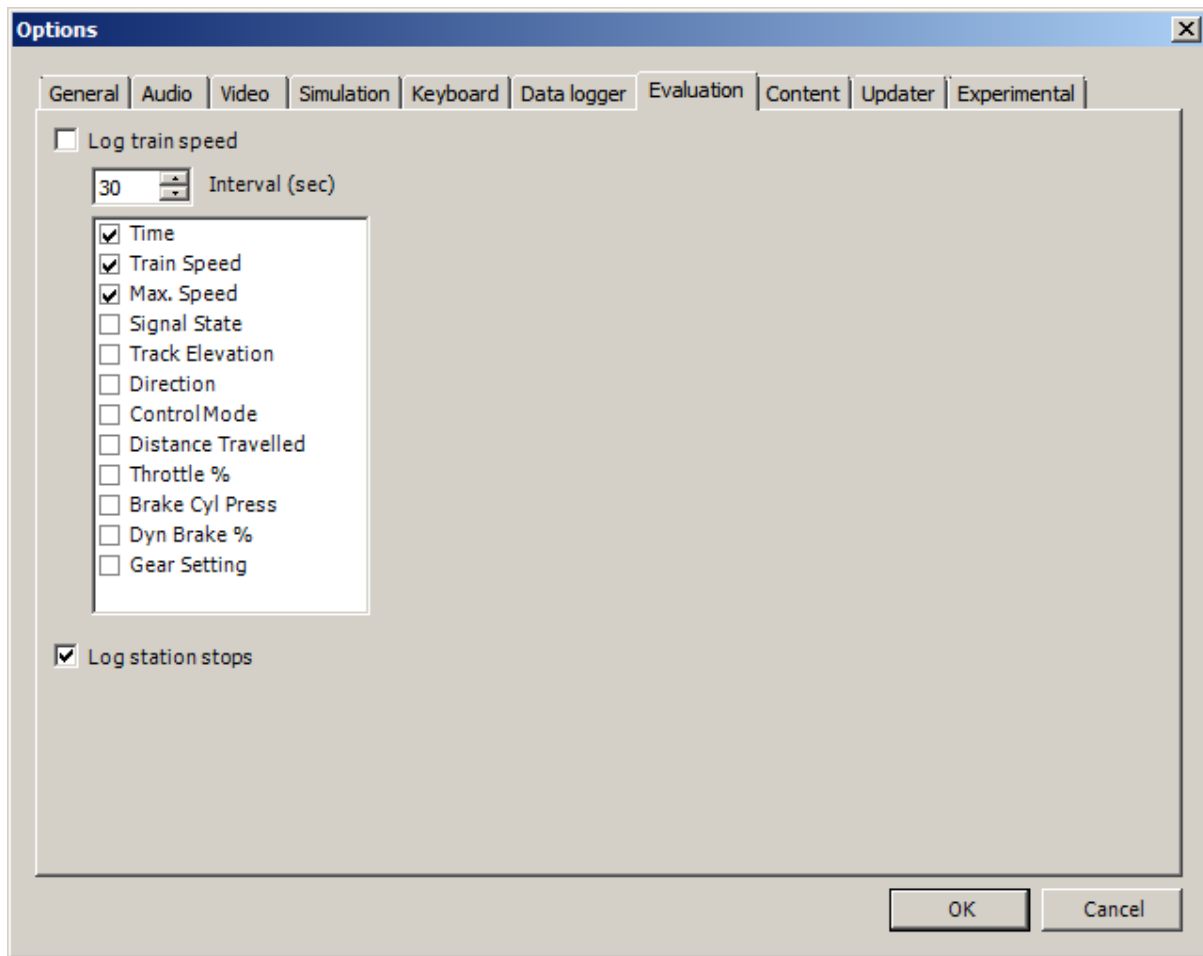 Options
General Audio Video Simulation Keyboard Data logger Evaluation Content Updater Experimental
Log train speed
30 Interval (sec)
Time
Train Speed
Max. Speed
Signal State
Track Elevation
Direction
ControlMode
Distance Travelled
Throttle %
Brake Cyl Press
Dyn Brake %
Gear Setting
Log station stops
OK Cancel